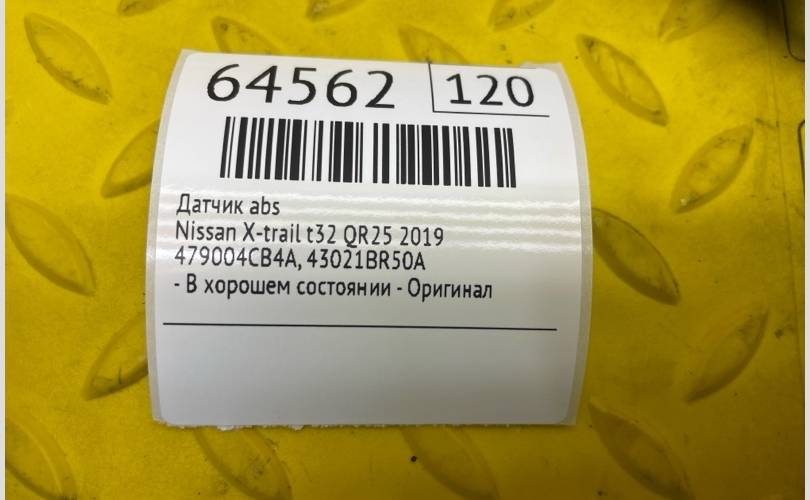 64562 120
Датчик abs
Nissan X-trail t32 QR25 2019
479004CB4A, 43021BR50A
- В хорошем состоянии - Оригинал